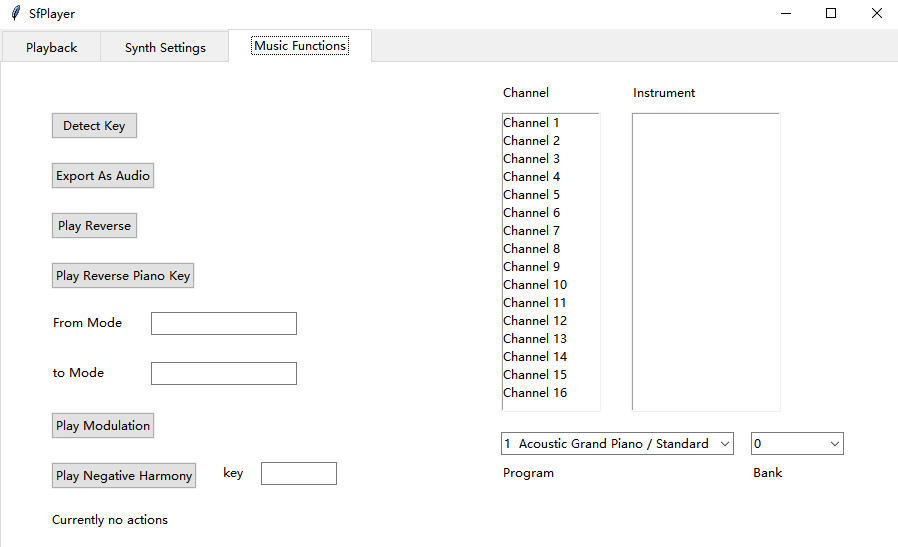 SfPlayer
Playback
Synth Settings
Music Functions
Detect Key
Export As Audio
Play Reverse
Play Reverse Piano Key
From Mode
to Mode
Play Modulation
Play Negative Harmony
key
Currently no actions
Channel
Channel 1
Channel 2
Channel 3
Channel 4
Channel 5
Channel 6
Channel 7
Channel 8
Channel 9
Channel 10
Channel 11
Channel 12
Channel 13
Channel 14
Channel 15
Channel 16
Instrument
1 Acoustic Grand Piano / Standard
0
Program
Bank